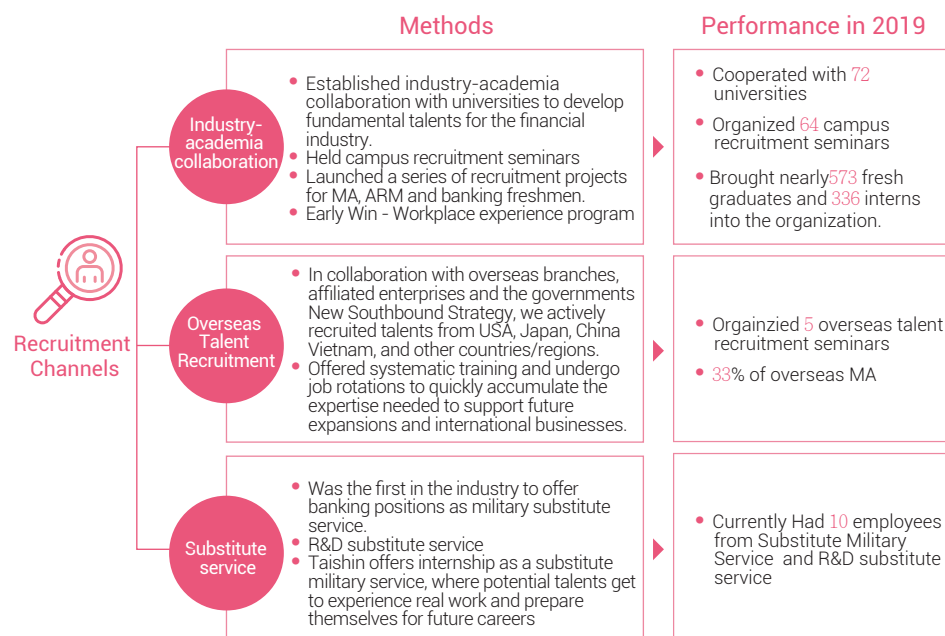 Methods
Performance in 2019
Recruitment
Channels
Industry-
academia
collaboration
• Established industry-academia
collaboration with universities to develop
fundamental talents for the financial
industry.
• Held campus recruitment seminars
• Launched a series of recruitment projects
for MA, ARM and banking freshmen.
• Early Win - Workplace experience program
• Cooperated with 72
universities
• Organized 64 campus
recruitment seminars
• Brought nearly573 fresh
graduates and 336 interns
into the organization.
Overseas
Talent
Recruitment
• In collaboration with overseas branches,
affiliated enterprises and the governments
New Southbound Strategy, we actively
recruited talents from USA, Japan, China
Vietnam, and other countries/regions.
• Offered systematic training and undergo
job rotations to quickly accumulate the
expertise needed to support future
expansions and international businesses.
• Orgainzied 5 overseas talent
recruitment seminars
• 33% of overseas MA
Substitute
service
• Was the first in the industry to offer
banking positions as military substitute
service.
• R&D substitute service
• Taishin offers internship as a substitute
military service, where potential talents get
to experience real work and prepare
themselves for future careers
• Currently Had 10 employees
from Substitute Military
Service and R&D substitute
service